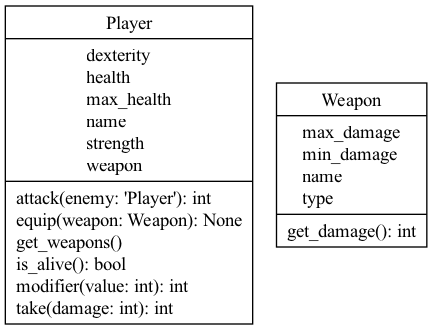 Player
dexterity
health
max_health
name
strength
weapon
attack(enemy: 'Player'): int
equip(weapon: Weapon): None
get_weapons()
is_alive(): bool
modifier(value: int): int
take(damage: int): int
Weapon
max_damage
min_damage
name
type
get_damage(): int